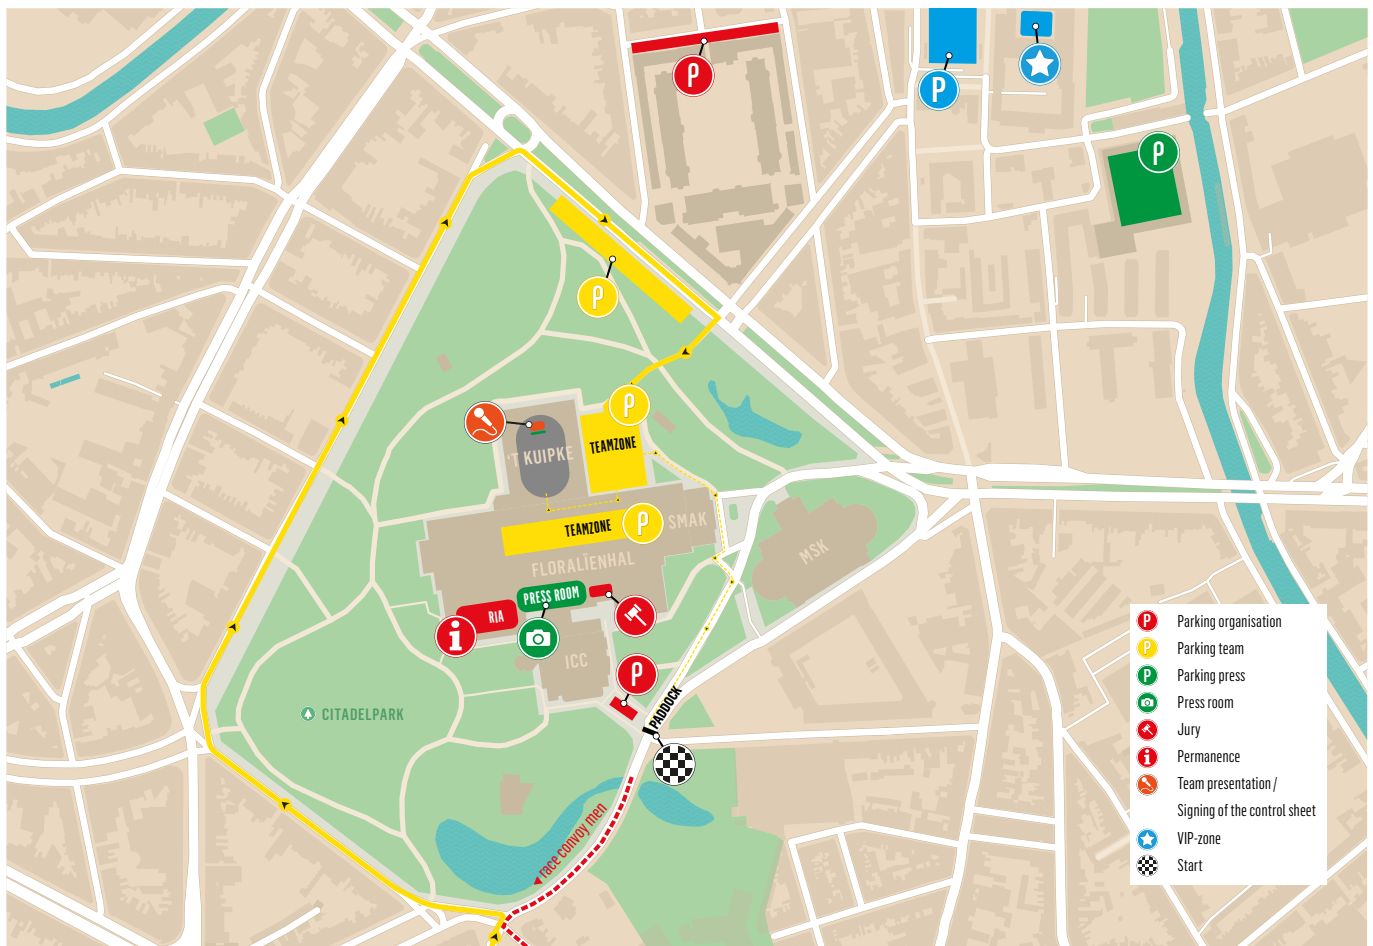 P
P
P
P
P
TEAMZONE
'T KUIPKE
TEAMZONE
P
SMAK
FLORALÏENHAL
MSK
PRESS ROOM
RIA
i
ICC
P
PADDOCK
CITADELPARK
race convoy men
P Parking organisation
P Parking team
P Parking press
Press room
Jury
i Permanence
Team presentation /
Signing of the control sheet
VIP-zone
Start